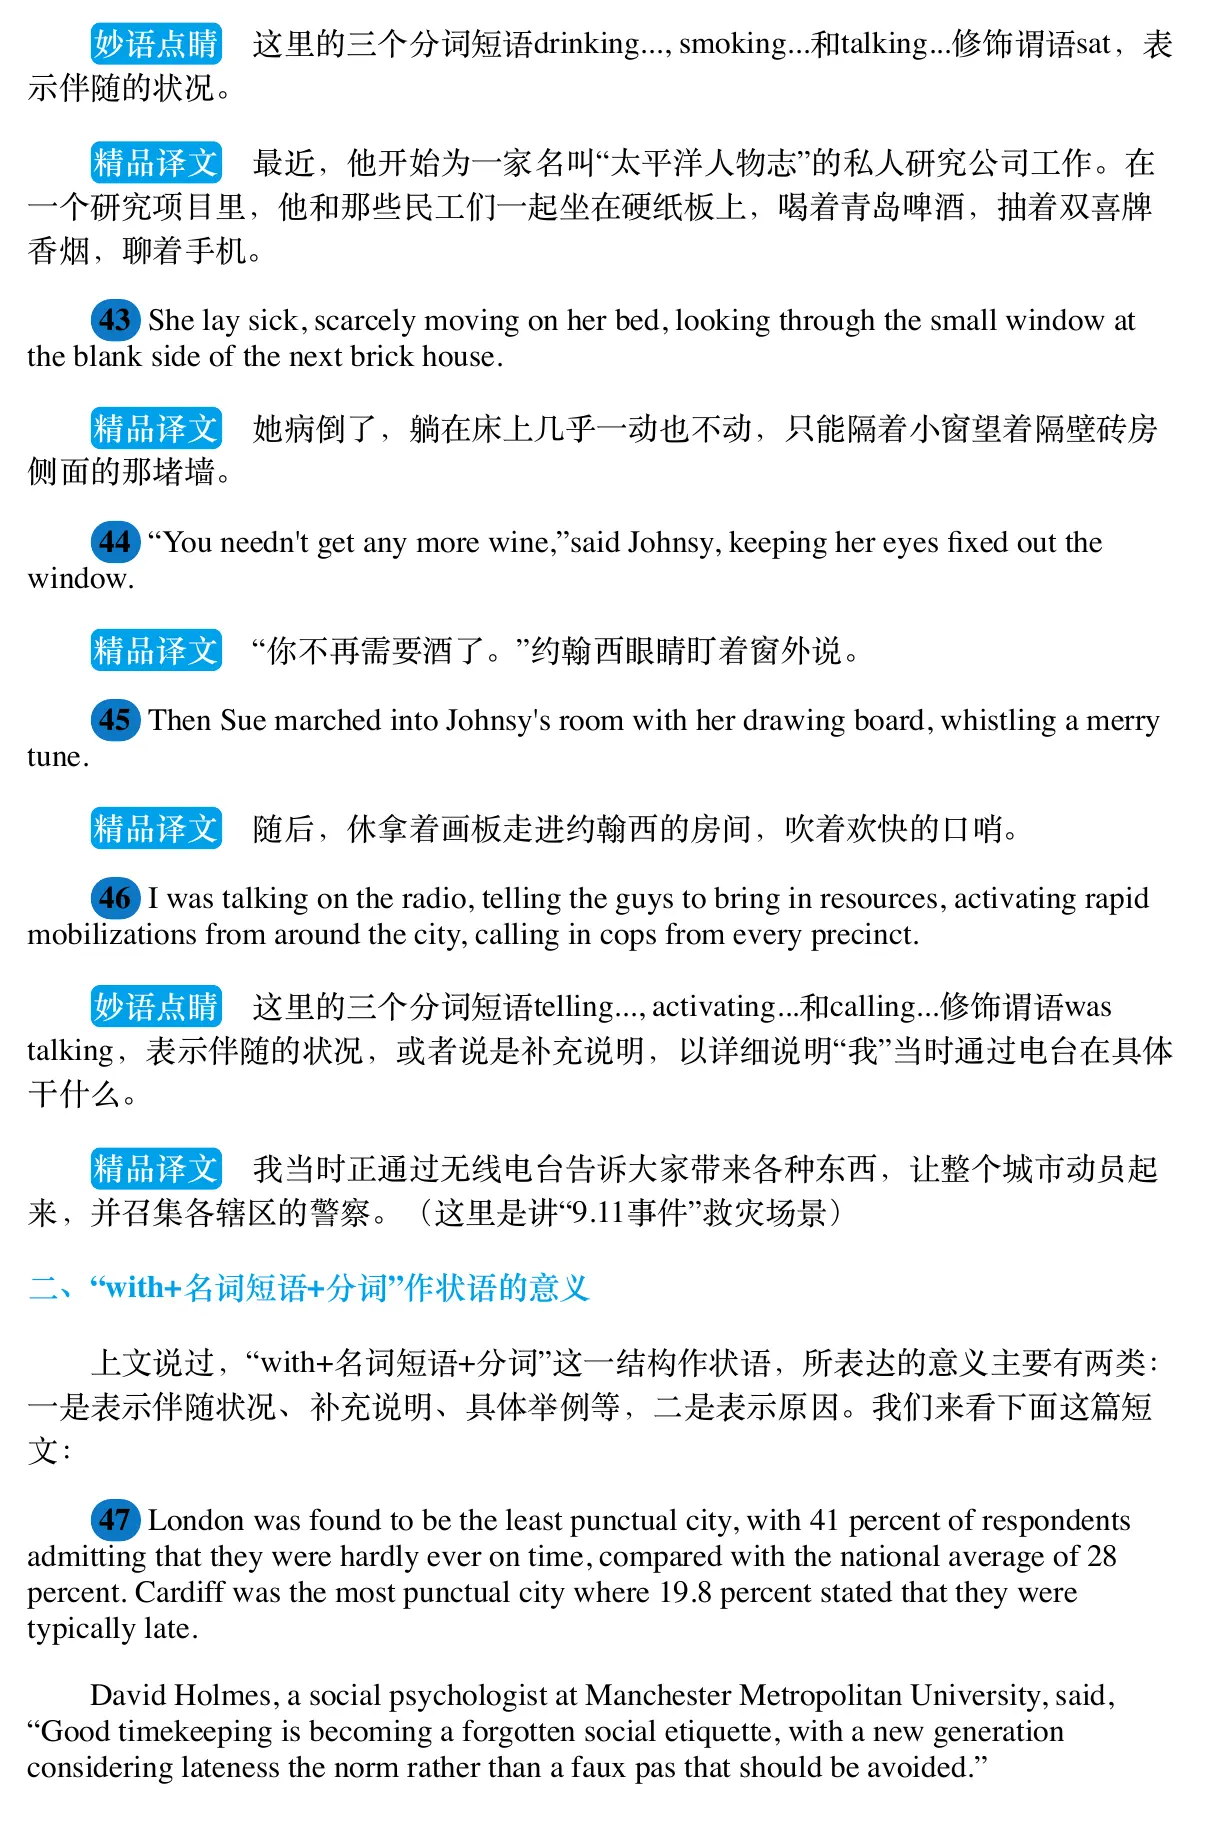 妙语点睛 这里的三个分词短语drinking..., smoking...和talking...修饰谓语sat，表
示伴随的状况。
精品译文 最近，他开始为一家名叫“太平洋人物志”的私人研究公司工作。在
一个研究项目里，他和那些民工们一起坐在硬纸板上，喝着青岛啤酒，抽着双喜牌
香烟，聊着手机。
43 She lay sick, scarcely moving on her bed, looking through the small window at
the blank side of the next brick house.
精品译文 她病倒了，躺在床上几乎一动也不动，只能隔着小窗望着隔壁砖房
侧面的那堵墙。
44 “You needn't get any more wine,”said Johnsy, keeping her eyes fixed out the
window.
精品译文 “你不再需要酒了。”约翰西眼睛盯着窗外说。
45 Then Sue marched into Johnsy's room with her drawing board, whistling a merry
tune.
精品译文 随后，休拿着画板走进约翰西的房间，吹着欢快的口哨。
46 I was talking on the radio, telling the guys to bring in resources, activating rapid
mobilizations from around the city, calling in cops from every precinct.
妙语点睛 这里的三个分词短语telling..., activating...和calling...修饰谓语was
talking，表示伴随的状况，或者说是补充说明，以详细说明“我”当时通过电台在具体
干什么。
精品译文 我当时正通过无线电台告诉大家带来各种东西，让整个城市动员起
来，并召集各辖区的警察。（这里是讲“9.11事件”救灾场景）
二、“with+名词短语+分词”作状语的意义
上文说过，“with+名词短语+分词”这一结构作状语，所表达的意义主要有两类：
一是表示伴随状况、补充说明、具体举例等，二是表示原因。我们来看下面这篇短
文：
47 London was found to be the least punctual city, with 41 percent of respondents
admitting that they were hardly ever on time, compared with the national average of 28
percent. Cardiff was the most punctual city where 19.8 percent stated that they were
typically late.
David Holmes, a social psychologist at Manchester Metropolitan University, said,
“Good timekeeping is becoming a forgotten social etiquette, with a new generation
considering lateness the norm rather than a faux pas that should be avoided.”